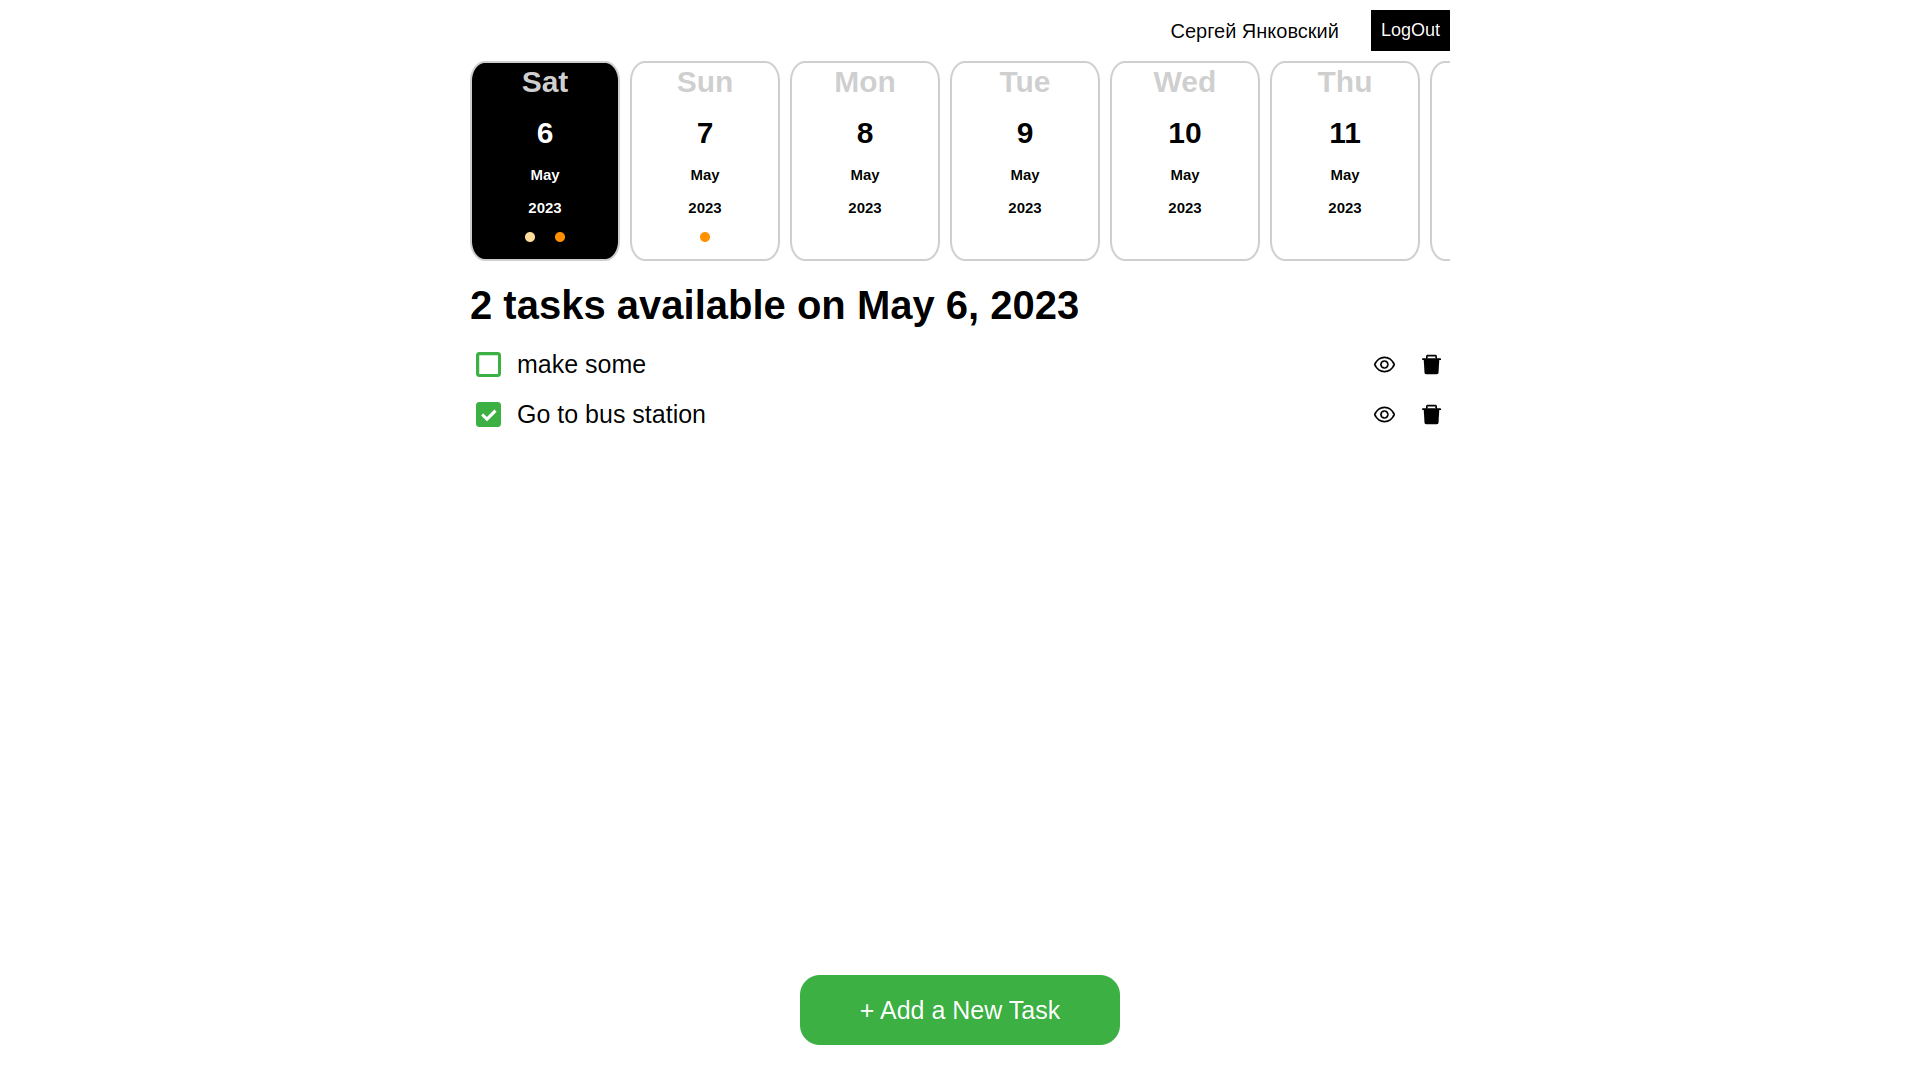 Сергей Янковский LogOut
Sat Sun Mon Tue Wed Thu
6 7 8 9 10 11
May May May May May May
2023 2023 2023 2023 2023 2023
2 tasks available on May 6, 2023
make some
Go to bus station
+ Add a New Task